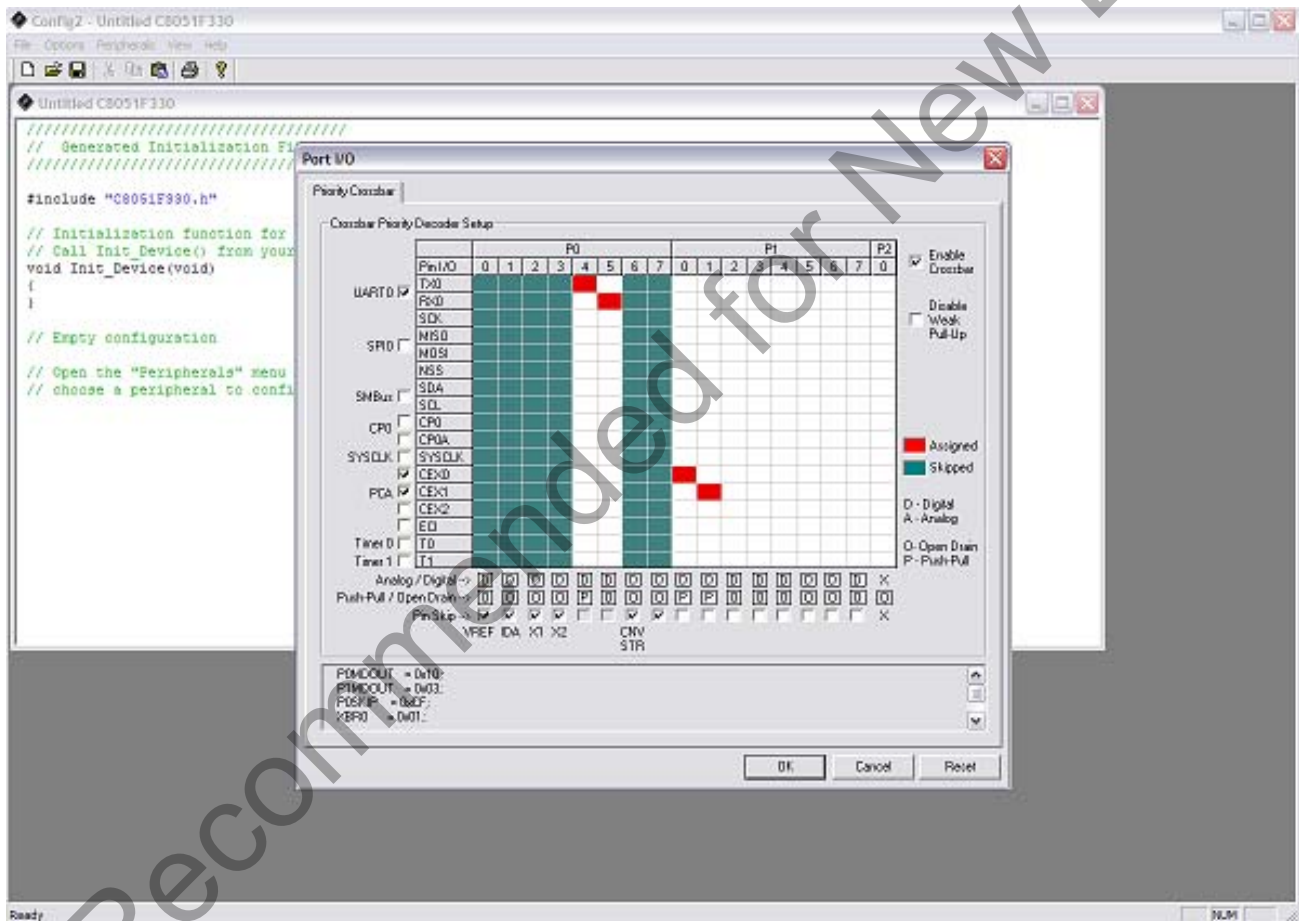 Config2 - Untitled C8051F330
File Options Peripherals View Help
Untitled C8051F330
/////////////////////////////////////
// Generated Initialization Fi
#include "C8051F330.h"
// Initialization function for
// Call Init_Device() from your
void Init_Device(void)
{
}
// Empty configuration
// Open the "Peripherals" menu
// choose a peripheral to confi
Port I/O
Priority Crossbar
Crossbar Priority Decoder Setup
P0 P1 P2
Pin I/O 0 1 2 3 4 5 6 7 0 1 2 3 4 5 6 7 0
UART0 TX0
RX0
SCK
SPI0 MISO
MOSI
NSS
SMBus SDA
SCL
CP0 CP0
CP0A
SYSCLK SYSCLK
CEX0
PCA CEX1
CEX2
ECI
Timer 0 T0
Timer 1 T1
Analog / Digital ->
Push-Pull / Open Drain ->
Pin Skip ->
VREF IDA X1 X2 CNV
STR
Enable
Crossbar
Disable
Weak
Pull-Up
Assigned
Skipped
D - Digital
A - Analog
O- Open Drain
P - Push-Pull
P0MDOUT = 0x10;
P1MDOUT = 0x03;
P0SKIP = 0xCF;
XBR0 = 0x01;
OK Cancel Reset
Ready NUM
Recommended for New